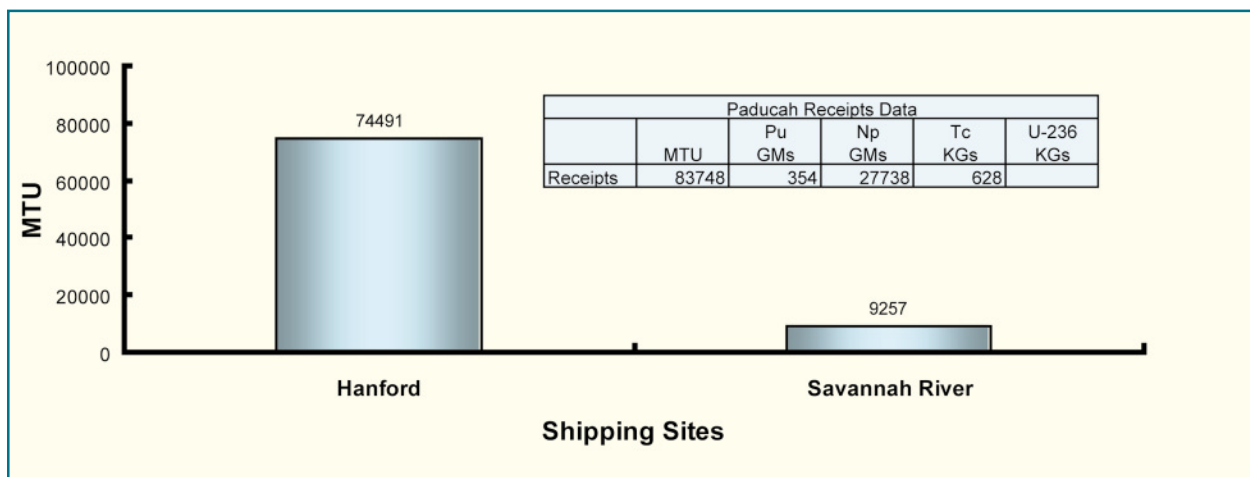 100000
80000
60000
40000
20000
0
MTU
74491
9257
Paducah Receipts Data
MTU Pu GMs Np GMs Tc KGs U-236 KGs
Receipts 83748 354 27738 628
Hanford Savannah River
Shipping Sites